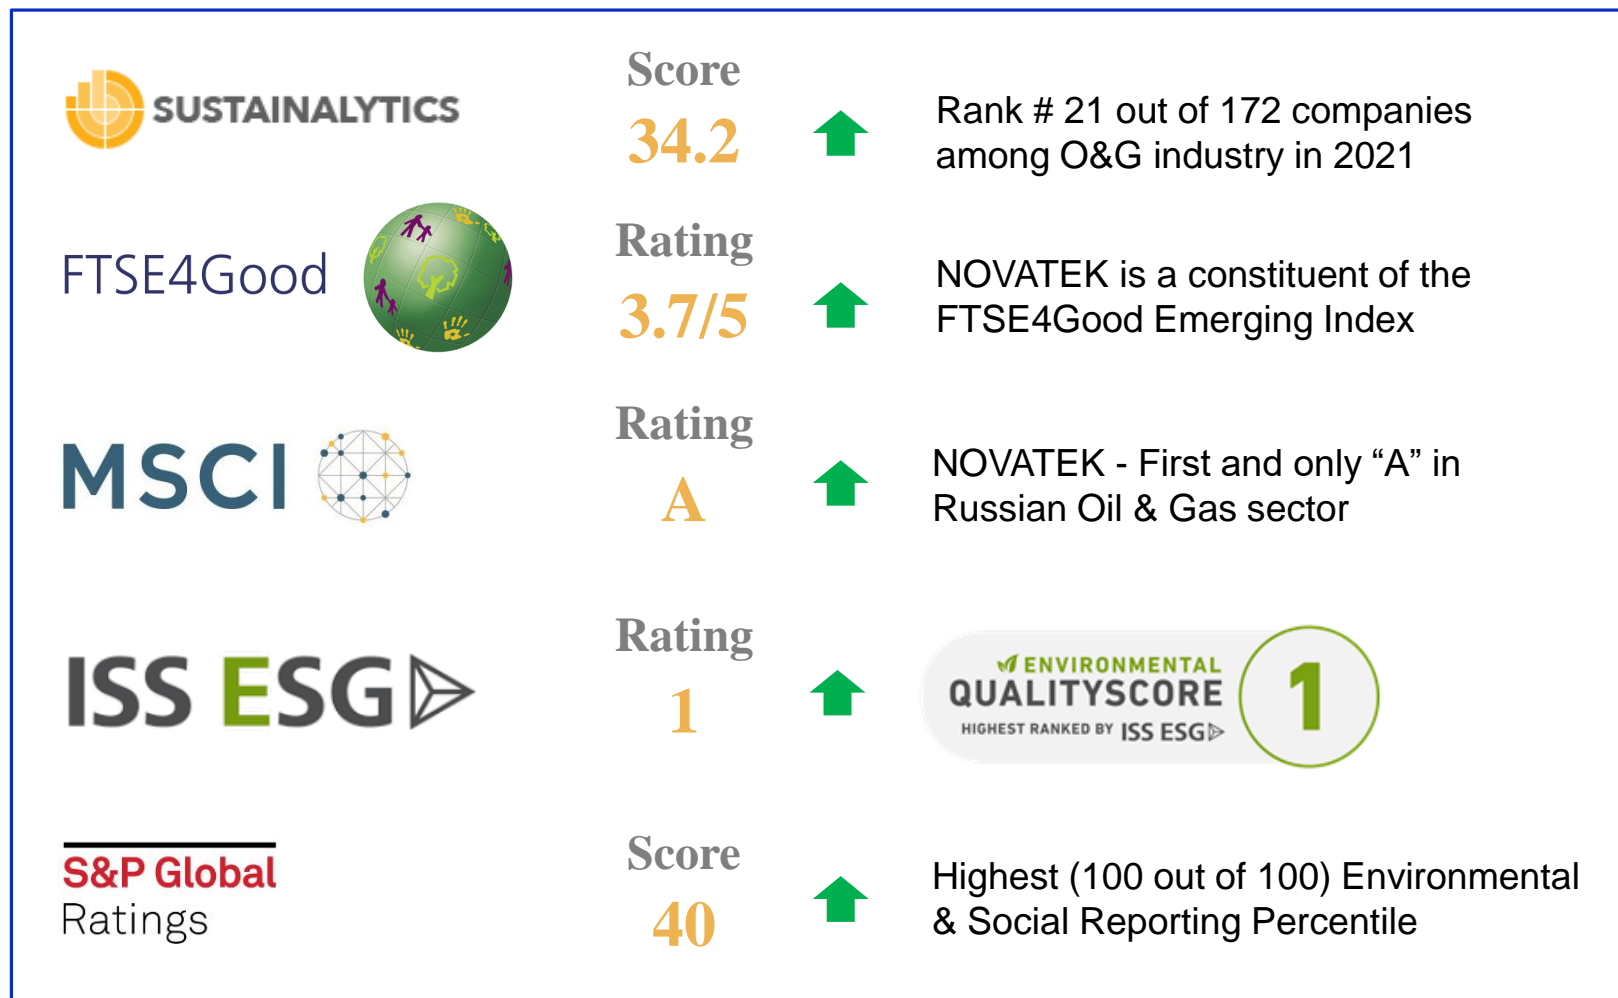 SUSTAINALYTICS
Score
34.2
Rank # 21 out of 172 companies
among O&G industry in 2021
FTSE4Good
Rating
3.7/5
NOVATEK is a constituent of the
FTSE4Good Emerging Index
MSCI
Rating
A
NOVATEK - First and only “A” in
Russian Oil & Gas sector
ISS ESG
Rating
1
ENVIRONMENTAL
QUALITYSCORE
HIGHEST RANKED BY ISS ESG
1
S&P Global
Ratings
Score
40
Highest (100 out of 100) Environmental
& Social Reporting Percentile